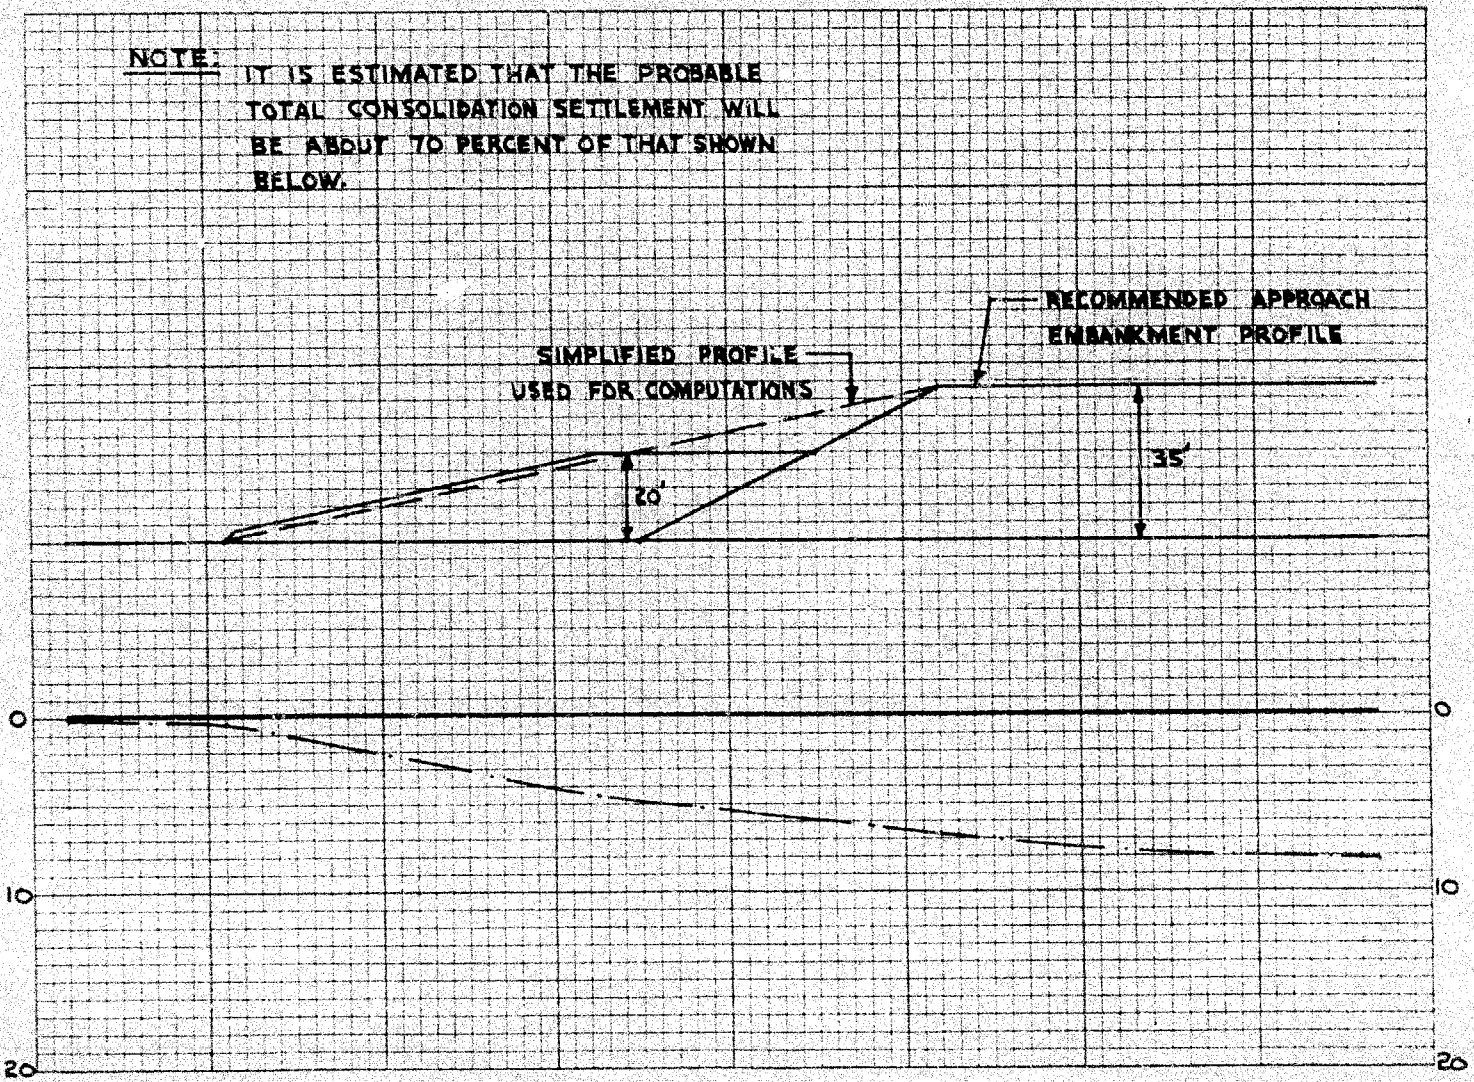 NOTE:
IT IS ESTIMATED THAT THE PROBABLE
TOTAL CONSOLIDATION SETTLEMENT WILL
BE ABOUT 70 PERCENT OF THAT SHOWN
BELOW.
RECOMMENDED APPROACH
EMBANKMENT PROFILE
SIMPLIFIED PROFILE
USED FOR COMPUTATIONS
35'
20'
0
0
10
10
20
20